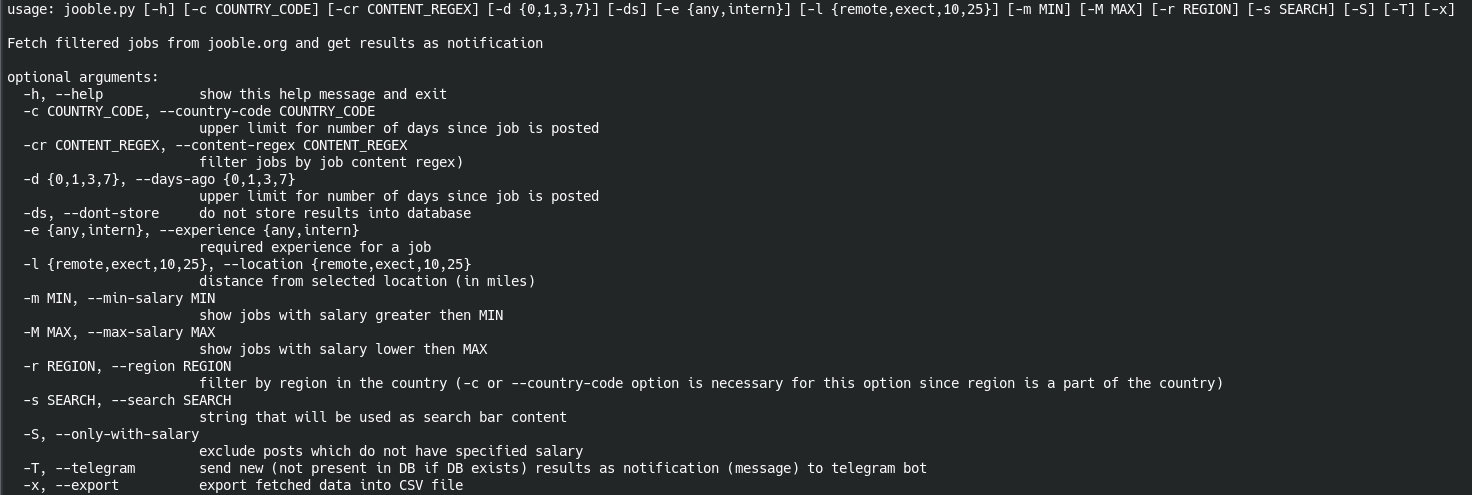 usage: jooble.py [-h] [-c COUNTRY_CODE] [-cr CONTENT_REGEX] [-d {0,1,3,7}] [-ds] [-e {any,intern}] [-l {remote,exect,10,25}] [-m MIN] [-M MAX] [-r REGION] [-s SEARCH] [-S] [-T] [-x]
Fetch filtered jobs from jooble.org and get results as notification
optional arguments:
-h, --help show this help message and exit
-c COUNTRY_CODE, --country-code COUNTRY_CODE
upper limit for number of days since job is posted
-cr CONTENT_REGEX, --content-regex CONTENT_REGEX
filter jobs by job content regex)
-d {0,1,3,7}, --days-ago {0,1,3,7}
upper limit for number of days since job is posted
-ds, --dont-store do not store results into database
-e {any,intern}, --experience {any,intern}
required experience for a job
-l {remote,exect,10,25}, --location {remote,exect,10,25}
distance from selected location (in miles)
-m MIN, --min-salary MIN
show jobs with salary greater then MIN
-M MAX, --max-salary MAX
show jobs with salary lower then MAX
-r REGION, --region REGION
filter by region in the country (-c or --country-code option is necessary for this option since region is a part of the country)
-s SEARCH, --search SEARCH
string that will be used as search bar content
-S, --only-with-salary
exclude posts which do not have specified salary
-T, --telegram send new (not present in DB if DB exists) results as notification (message) to telegram bot
-x, --export export fetched data into CSV file